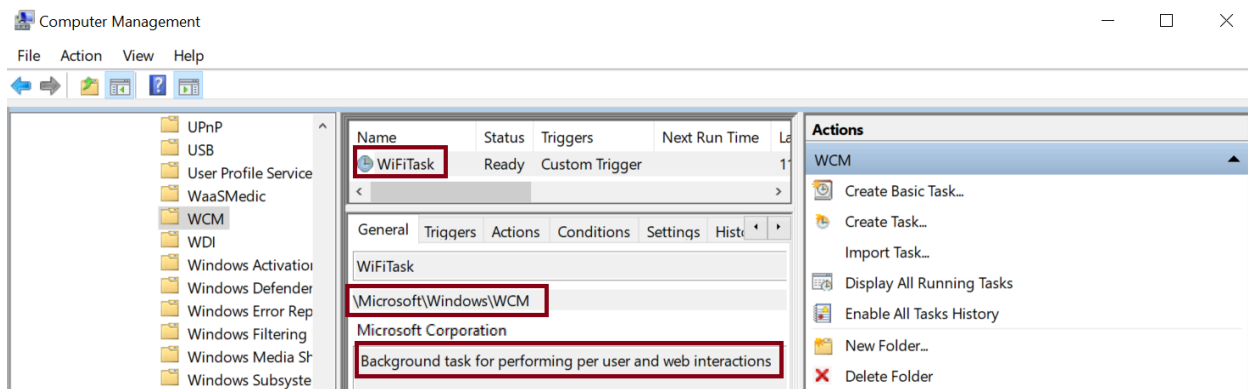 Computer Management
File Action View Help
UPnP
USB
User Profile Service
WaaSMedic
WCM
WDI
Windows Activation
Windows Defender
Windows Error Rep
Windows Filtering
Windows Media Sh
Windows Subsyste
Name Status Triggers Next Run Time La
WiFiTask Ready Custom Trigger 11
General Triggers Actions Conditions Settings Histo
WiFiTask
\Microsoft\Windows\WCM
Microsoft Corporation
Background task for performing per user and web interactions
Actions
WCM
Create Basic Task...
Create Task...
Import Task...
Display All Running Tasks
Enable All Tasks History
New Folder...
Delete Folder